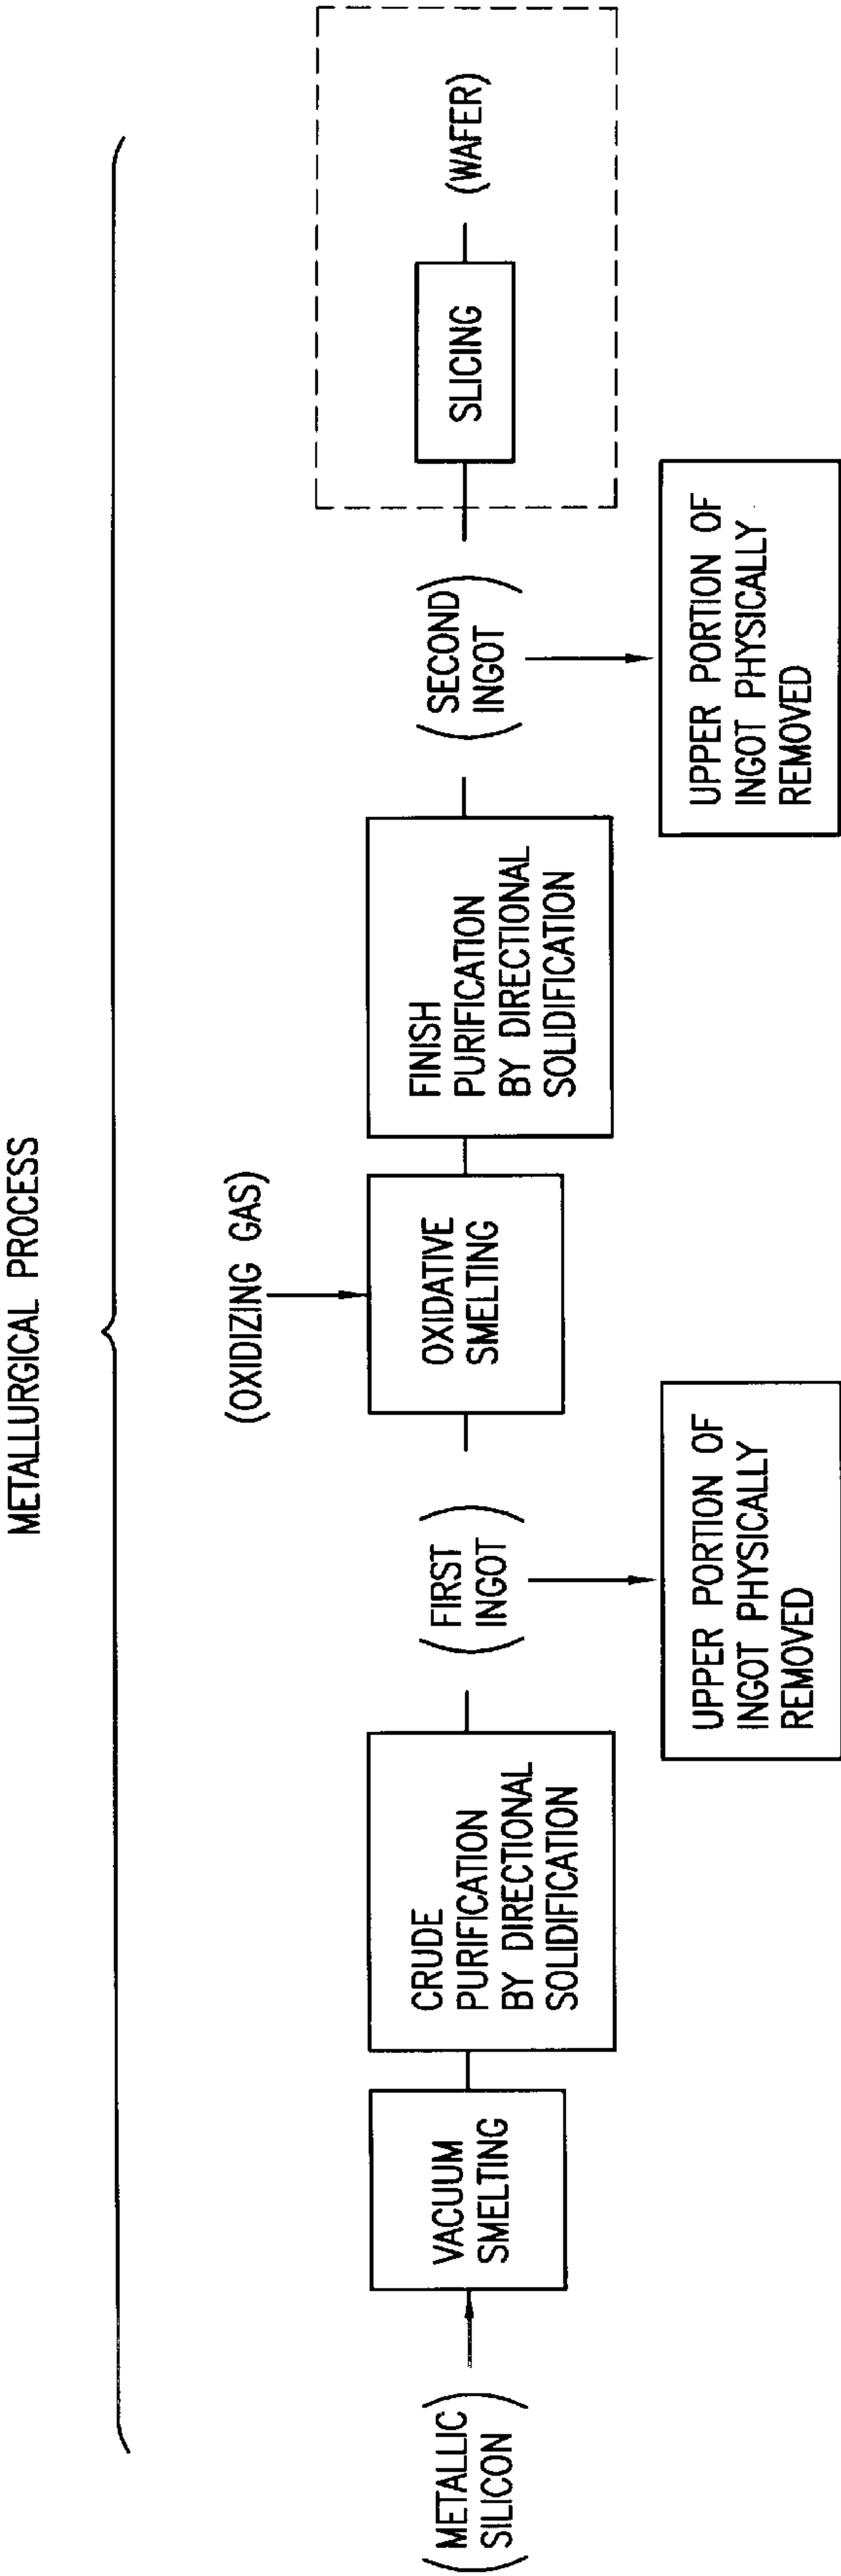 METALLURGICAL PROCESS
(METALLIC
SILICON)
VACUUM
SMELTING
CRUDE
PURIFICATION
BY DIRECTIONAL
SOLIDIFICATION
(FIRST
INGOT)
UPPER PORTION OF
INGOT PHYSICALLY
REMOVED
(OXIDIZING GAS)
OXIDATIVE
SMELTING
FINISH
PURIFICATION
BY DIRECTIONAL
SOLIDIFICATION
(SECOND
INGOT)
UPPER PORTION OF
INGOT PHYSICALLY
REMOVED
SLICING
(WAFER)